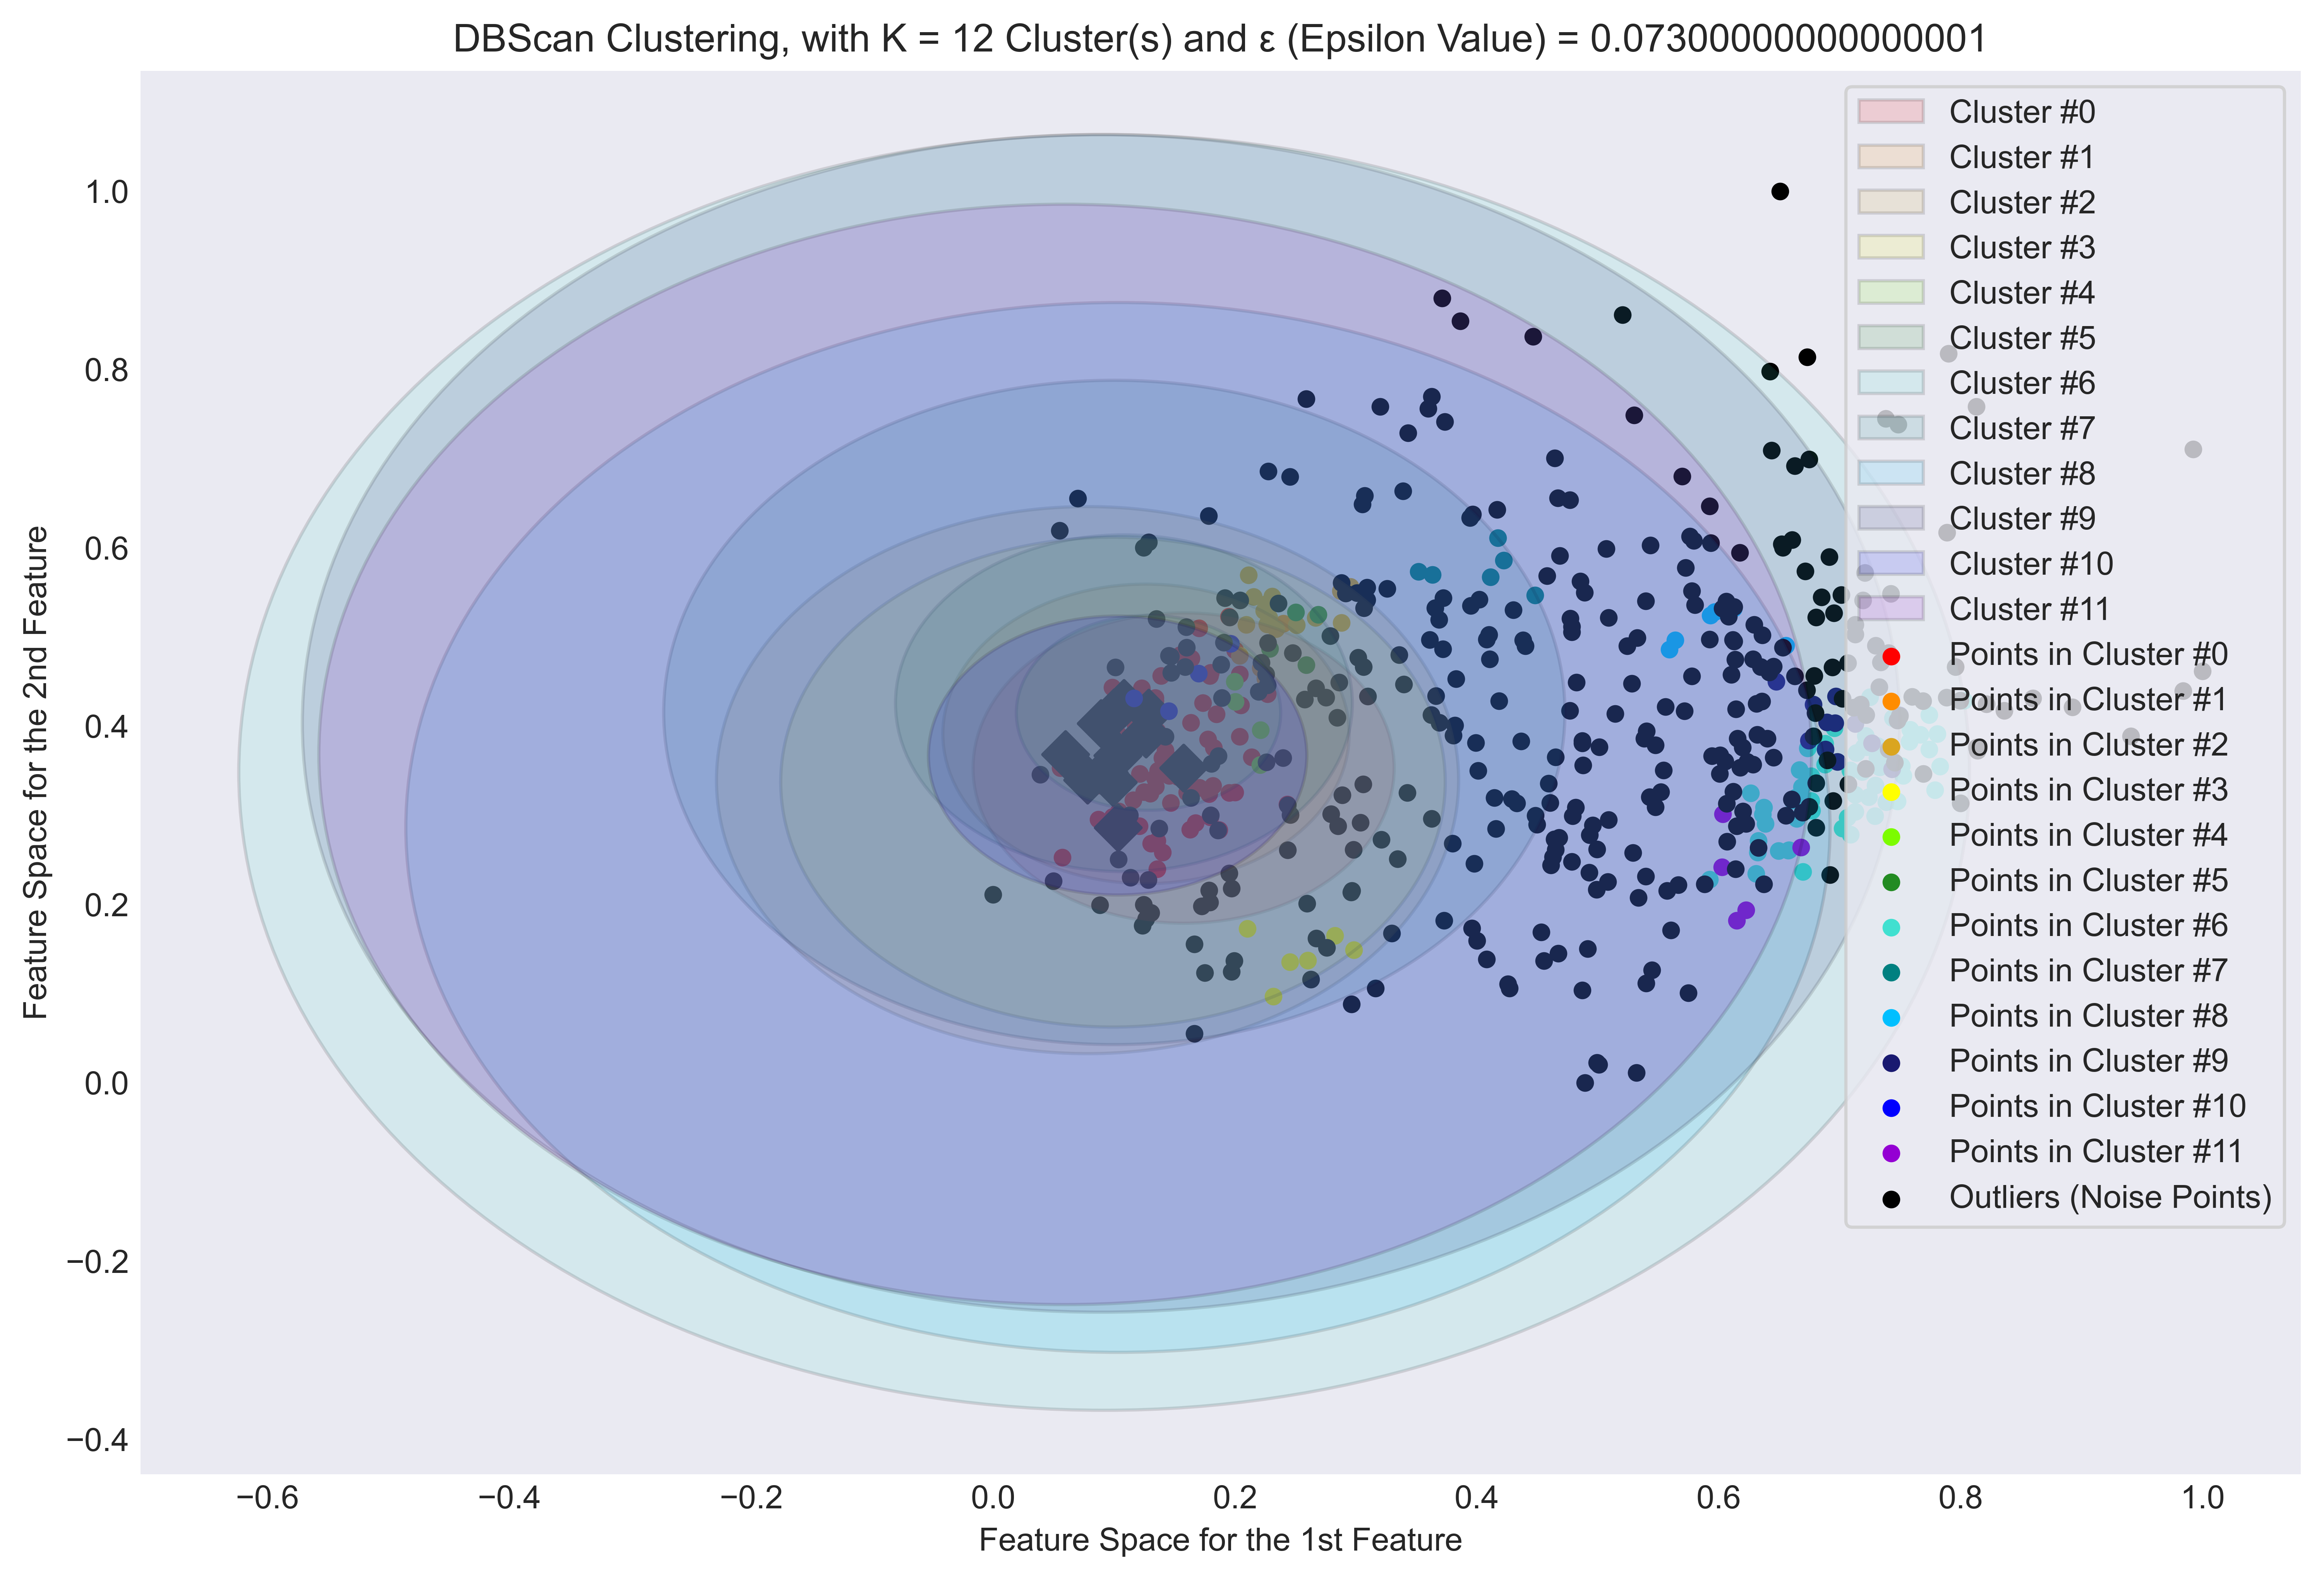 DBScan Clustering, with K = 12 Cluster(s) and ε (Epsilon Value) = 0.07300000000000001
Feature Space for the 2nd Feature
1.0
0.8
0.6
0.4
0.2
0.0
−0.2
−0.4
Cluster #0
Cluster #1
Cluster #2
Cluster #3
Cluster #4
Cluster #5
Cluster #6
Cluster #7
Cluster #8
Cluster #9
Cluster #10
Cluster #11
Points in Cluster #0
Points in Cluster #1
Points in Cluster #2
Points in Cluster #3
Points in Cluster #4
Points in Cluster #5
Points in Cluster #6
Points in Cluster #7
Points in Cluster #8
Points in Cluster #9
Points in Cluster #10
Points in Cluster #11
Outliers (Noise Points)
−0.6 −0.4 −0.2 0.0 0.2 0.4 0.6 0.8 1.0
Feature Space for the 1st Feature